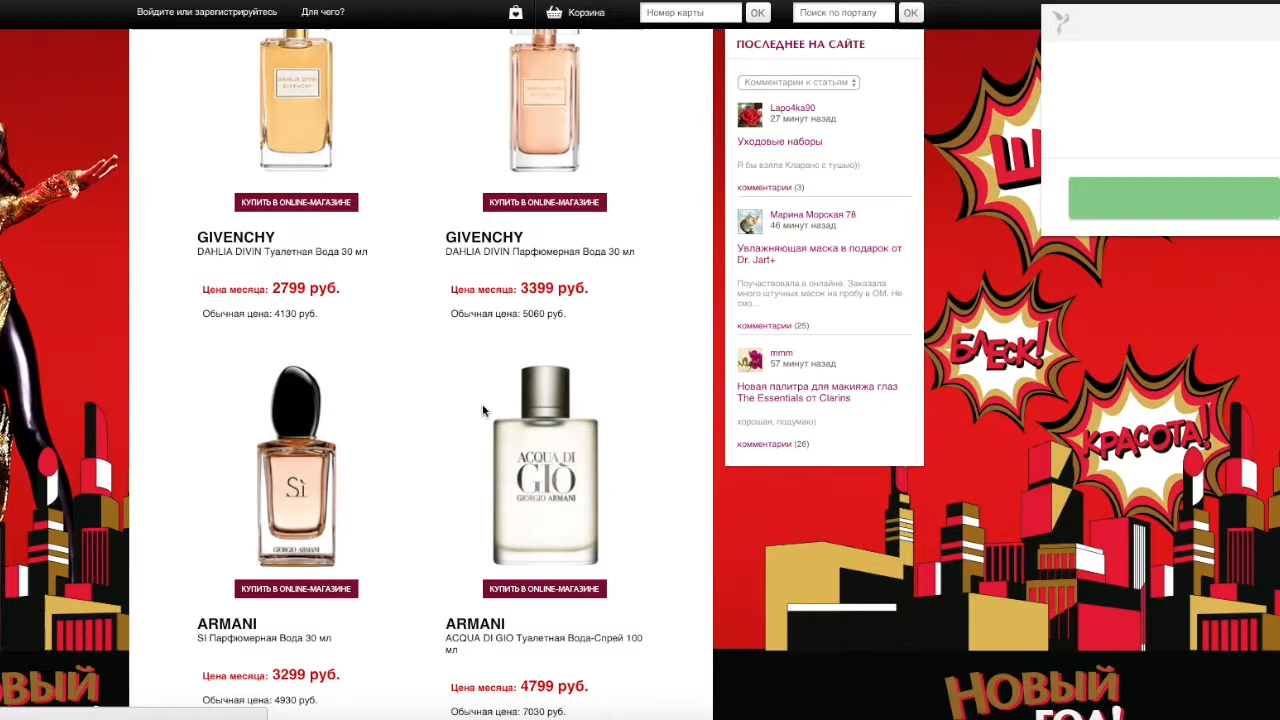 Войдите или зарегистрируйтесь
Для чего?
Корзина
Номер карты
OK
Поиск по порталу
OK
DAHLIA DIVIN
GIVENCHY
DAHLIA DIVIN
GIVENCHY
КУПИТЬ В ONLINE-МАГАЗИНЕ
КУПИТЬ В ONLINE-МАГАЗИНЕ
GIVENCHY
DAHLIA DIVIN Туалетная Вода 30 мл
Цена месяца: 2799 руб.
Обычная цена: 4130 руб.
GIVENCHY
DAHLIA DIVIN Парфюмерная Вода 30 мл
Цена месяца: 3399 руб.
Обычная цена: 5060 руб.
Sì
GIORGIO ARMANI
ACQUA DI
GIÒ
GIORGIO ARMANI
КУПИТЬ В ONLINE-МАГАЗИНЕ
КУПИТЬ В ONLINE-МАГАЗИНЕ
ARMANI
SI Парфюмерная Вода 30 мл
Цена месяца: 3299 руб.
Обычная цена: 4930 руб.
ARMANI
ACQUA DI GIO Туалетная Вода-Спрей 100
мл
Цена месяца: 4799 руб.
Обычная цена: 7030 руб.
ПОСЛЕДНЕЕ НА САЙТЕ
Комментарии к статьям
Lapo4ka90
27 минут назад
Уходовые наборы
Я бы взяла Кларанс с тушью))
комментарии (3)
Марина Морская 78
46 минут назад
Увлажняющая маска в подарок от
Dr. Jart+
Поучаствовала.в онлайне. Заказала
много штучных масок на пробу в ОМ. Не
смо...
комментарии (25)
mmm
57 минут назад
Новая палитра для макияжа глаз
The Essentials от Clarins
хорошая, подумаю)
комментарии (26)
БЛЕСК!
КРАСОТА!
НОВЫЙ
ГОД!